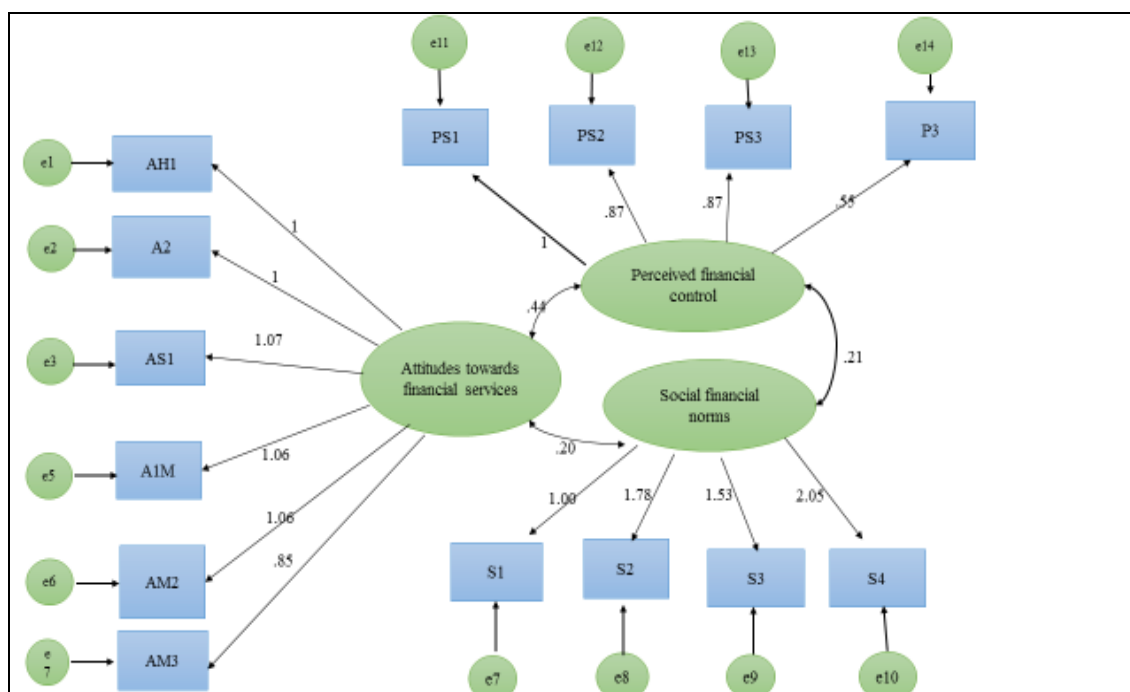 e11
e12
e13
e14
PS1
PS2
PS3
P3
e1
AH1
e2
A2
e3
AS1
e5
A1M
e6
AM2
e
7
AM3
1
1
1.07
1.06
1.06
.85
1
.87
.87
.55
Perceived financial
control
.44
.21
Attitudes towards
financial services
Social financial
norms
.20
1.00
1.78
1.53
2.05
S1
S2
S3
S4
e7
e8
e9
e10